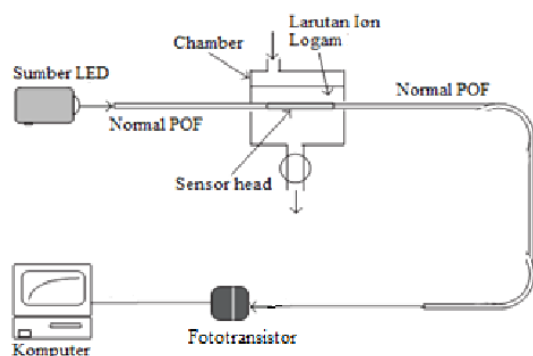 Larutan Ion
Logam
Chamber
Sumber LED
Normal POF
Normal POF
Sensor head
Fototransistor
Komputer